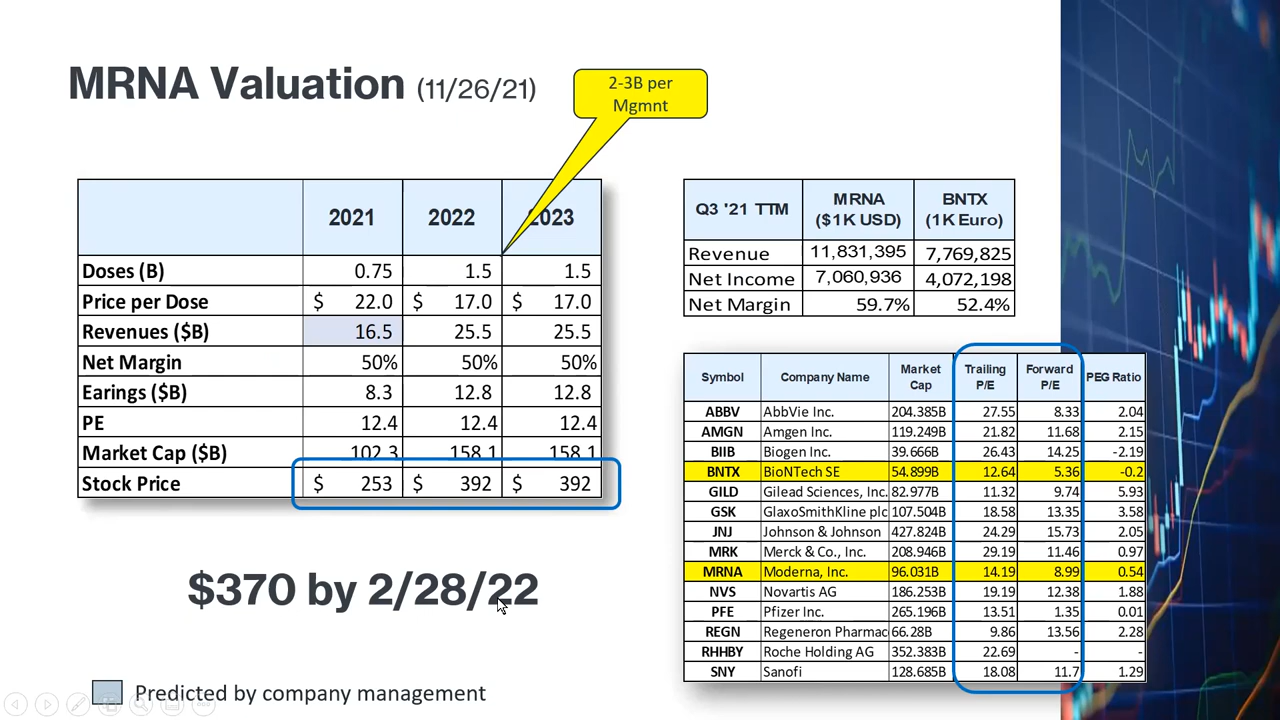 MRNA Valuation (11/26/21)
2-3B per
Mgmnt
2021 2022 2023
Doses (B) 0.75 1.5 1.5
Price per Dose $ 22.0 $ 17.0 $ 17.0
Revenues ($B) 16.5 25.5 25.5
Net Margin 50% 50% 50%
Earings ($B) 8.3 12.8 12.8
PE 12.4 12.4 12.4
Market Cap ($B) 102.3 158.1 158.1
Stock Price $ 253 $ 392 $ 392
$370 by 2/28/22
Predicted by company management
Q3 '21 TTM MRNA ($1K USD) BNTX (1K Euro)
Revenue 11,831,395 7,769,825
Net Income 7,060,936 4,072,198
Net Margin 59.7% 52.4%
Symbol Company Name Market Cap Trailing P/E Forward P/E PEG Ratio
ABBV AbbVie Inc. 204.385B 27.55 8.33 2.04
AMGN Amgen Inc. 119.249B 21.82 11.68 2.15
BIIB Biogen Inc. 39.666B 26.43 14.25 -2.19
BNTX BioNTech SE 54.899B 12.64 5.36 -0.2
GILD Gilead Sciences, Inc. 82.977B 11.32 9.74 5.93
GSK GlaxoSmithKline plc 107.504B 18.58 13.35 3.58
JNJ Johnson & Johnson 427.824B 24.29 15.73 2.05
MRK Merck & Co., Inc. 208.946B 29.19 11.46 0.97
MRNA Moderna, Inc. 96.031B 14.19 8.99 0.54
NVS Novartis AG 186.253B 19.19 12.38 1.88
PFE Pfizer Inc. 265.196B 13.51 1.35 0.01
REGN Regeneron Pharmac 66.28B 9.86 13.56 2.28
RHHBY Roche Holding AG 352.383B 22.69 - -
SNY Sanofi 128.685B 18.08 11.7 1.29